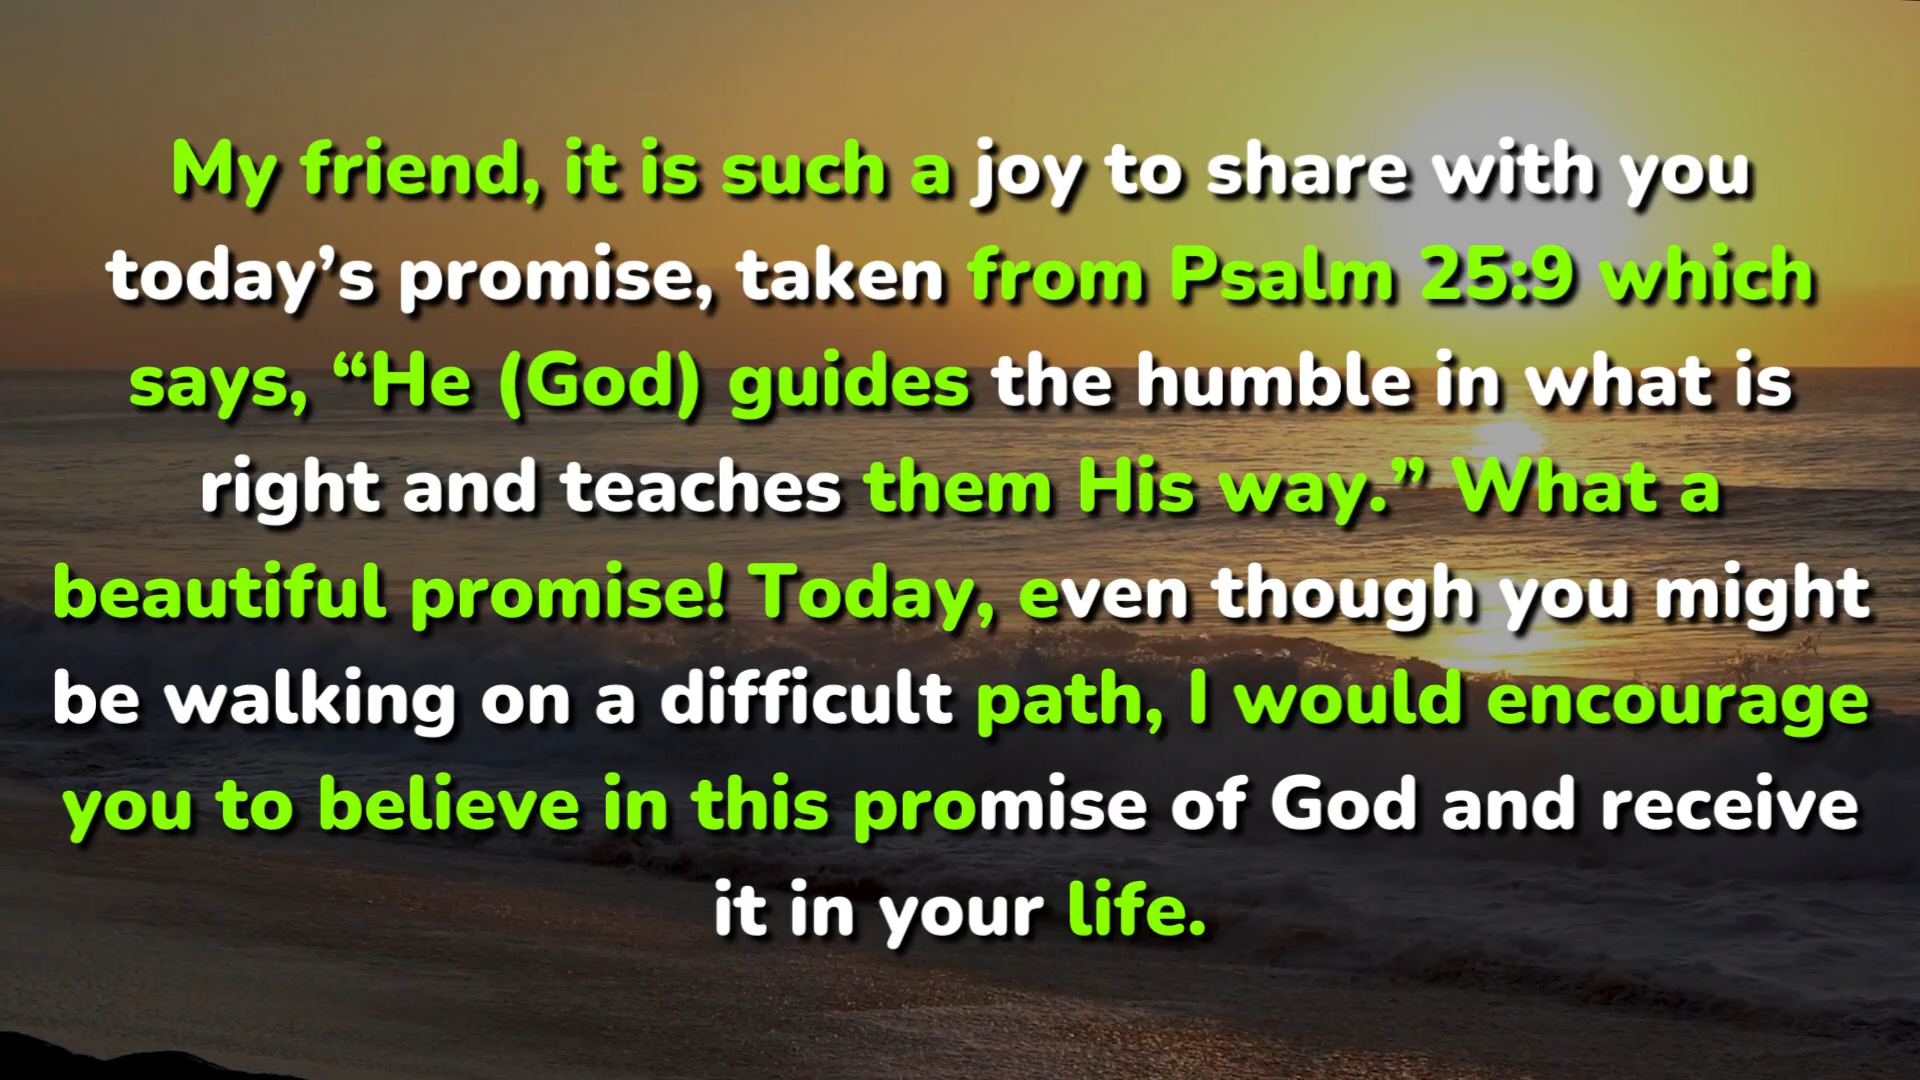 My friend, it is such a joy to share with you
today’s promise, taken from Psalm 25:9 which
says, “He (God) guides the humble in what is
right and teaches them His way.” What a
beautiful promise! Today, even though you might
be walking on a difficult path, I would encourage
you to believe in this promise of God and receive
it in your life.